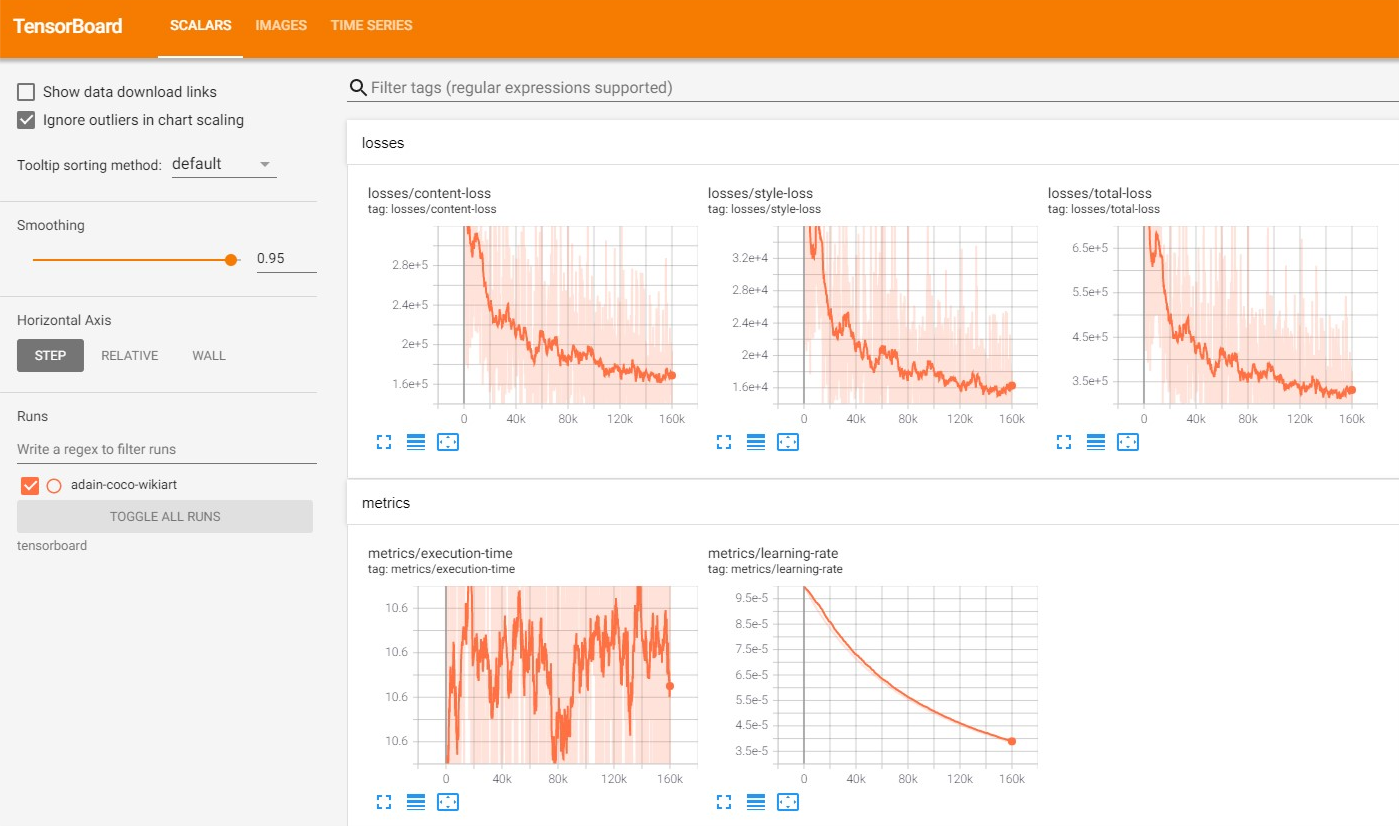 TensorBoard SCALARS IMAGES TIME SERIES
Show data download links
Ignore outliers in chart scaling
Tooltip sorting method: default
Smoothing
0.95
Horizontal Axis
STEP RELATIVE WALL
Runs
Write a regex to filter runs
adain-coco-wikiart
TOGGLE ALL RUNS
tensorboard
Filter tags (regular expressions supported)
losses
losses/content-loss
tag: losses/content-loss
2.8e+5
2.4e+5
2e+5
1.6e+5
0 40k 80k 120k 160k
losses/style-loss
tag: losses/style-loss
3.2e+4
2.8e+4
2.4e+4
2e+4
1.6e+4
0 40k 80k 120k 160k
losses/total-loss
tag: losses/total-loss
6.5e+5
5.5e+5
4.5e+5
3.5e+5
0 40k 80k 120k 160k
metrics
metrics/execution-time
tag: metrics/execution-time
10.6
10.6
10.6
10.6
0 40k 80k 120k 160k
metrics/learning-rate
tag: metrics/learning-rate
9.5e-5
8.5e-5
7.5e-5
6.5e-5
5.5e-5
4.5e-5
3.5e-5
0 40k 80k 120k 160k